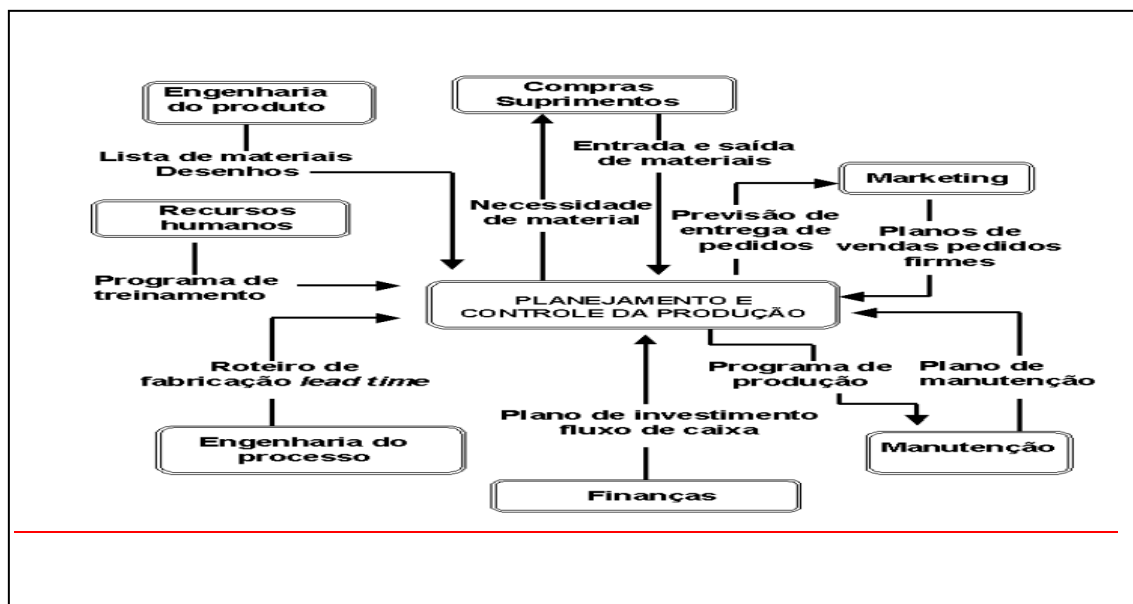 Engenharia
do produto
Compras
Suprimentos
Lista de materiais
Desenhos
Entrada e saída
de materiais
Marketing
Recursos
humanos
Necessidade
de material
Previsão de
entrega de
pedidos
Planos de
vendas pedidos
firmes
Programa de
treinamento
PLANEJAMENTO E
CONTROLE DA PRODUÇÃO
Roteiro de
fabricação lead time
Programa de
produção
Plano de
manutenção
Plano de investimento
fluxo de caixa
Engenharia do
processo
Manutenção
Finanças